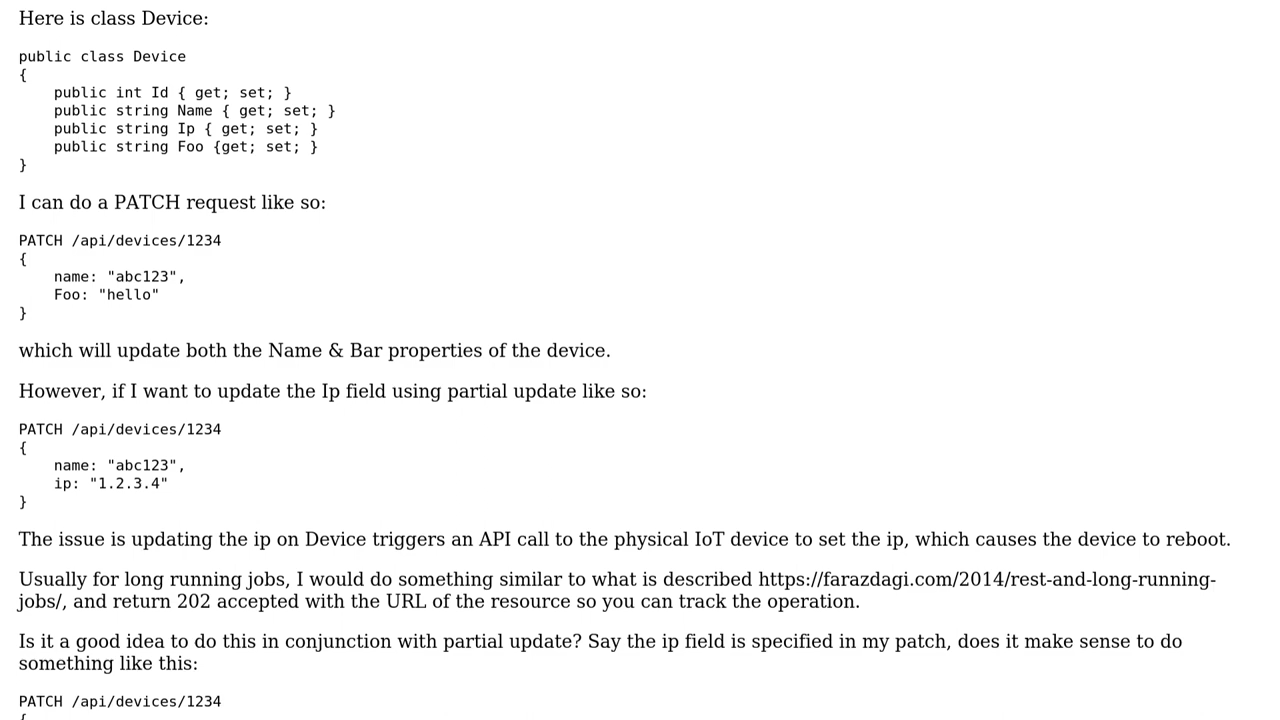 Here is class Device:
public class Device
{
    public int Id { get; set; }
    public string Name { get; set; }
    public string Ip { get; set; }
    public string Foo {get; set; }
}
I can do a PATCH request like so:
PATCH /api/devices/1234
{
    name: "abc123",
    Foo: "hello"
}
which will update both the Name & Bar properties of the device.
However, if I want to update the Ip field using partial update like so:
PATCH /api/devices/1234
{
    name: "abc123",
    ip: "1.2.3.4"
}
The issue is updating the ip on Device triggers an API call to the physical IoT device to set the ip, which causes the device to reboot.
Usually for long running jobs, I would do something similar to what is described https://farazdagi.com/2014/rest-and-long-running-
jobs/, and return 202 accepted with the URL of the resource so you can track the operation.
Is it a good idea to do this in conjunction with partial update? Say the ip field is specified in my patch, does it make sense to do
something like this:
PATCH /api/devices/1234
{